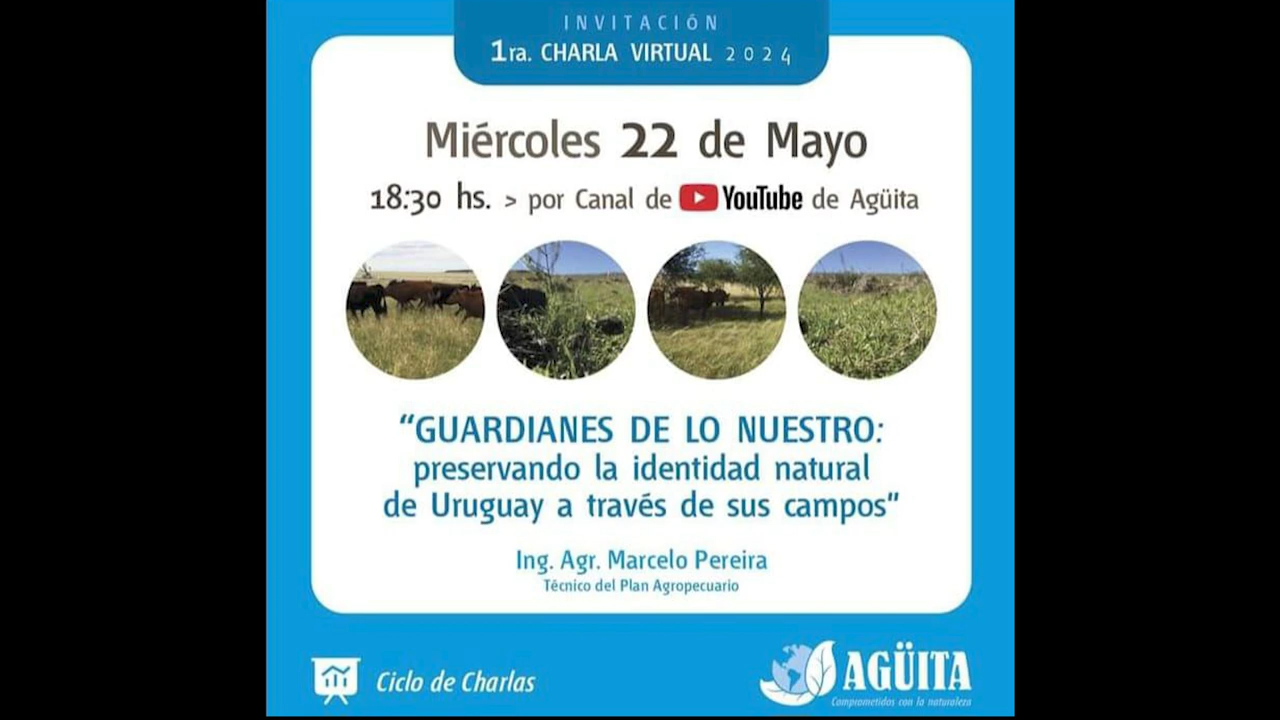 INVITACIÓN
1ra. CHARLA VIRTUAL 2024
Miércoles 22 de Mayo
18:30 hs. > por Canal de YouTube de Agüita
“GUARDIANES DE LO NUESTRO:
preservando la identidad natural
de Uruguay a través de sus campos”
Ing. Agr. Marcelo Pereira
Técnico del Plan Agropecuario
Ciclo de Charlas
AGÜITA
Comprometidos con la naturaleza